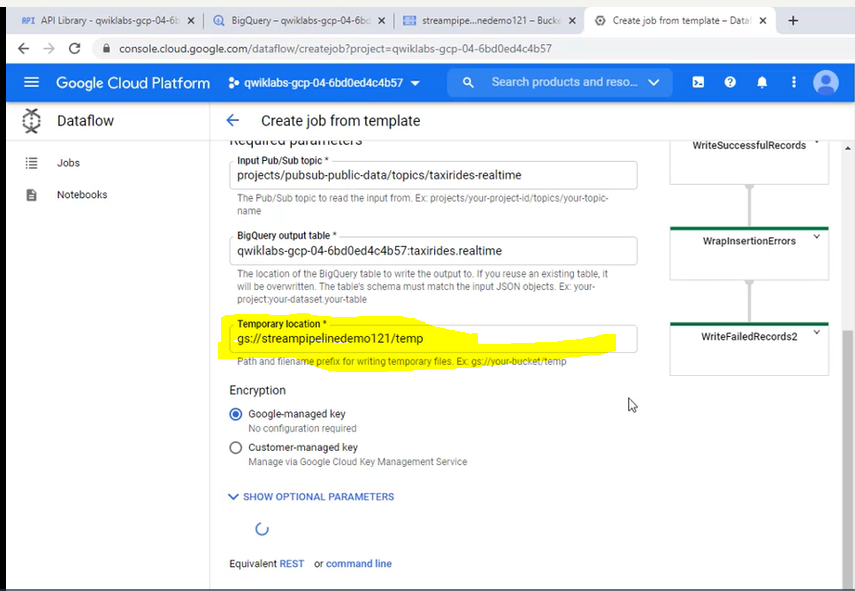 API API Library – qwiklabs-gcp-04-6b
BigQuery – qwiklabs-gcp-04-6bd
streampipe...nedemo121 – Bucke
Create job from template – Data
console.cloud.google.com/dataflow/createjob?project=qwiklabs-gcp-04-6bd0ed4c4b57
Google Cloud Platform
qwiklabs-gcp-04-6bd0ed4c4b57
Search products and reso...
Dataflow
Create job from template
Jobs
Notebooks
Required parameters
Input Pub/Sub topic *
projects/pubsub-public-data/topics/taxirides-realtime
The Pub/Sub topic to read the input from. Ex: projects/your-project-id/topics/your-topic-
name
BigQuery output table *
qwiklabs-gcp-04-6bd0ed4c4b57:taxirides.realtime
The location of the BigQuery table to write the output to. If you reuse an existing table, it
will be overwritten. The table's schema must match the input JSON objects. Ex: your-
project:your-dataset.your-table
Temporary location *
gs://streampipelinedemo121/temp
Path and filename prefix for writing temporary files. Ex: gs://your-bucket/temp
Encryption
Google-managed key
No configuration required
Customer-managed key
Manage via Google Cloud Key Management Service
SHOW OPTIONAL PARAMETERS
Equivalent REST or command line
WriteSuccessfulRecords
WrapInsertionErrors
WriteFailedRecords2